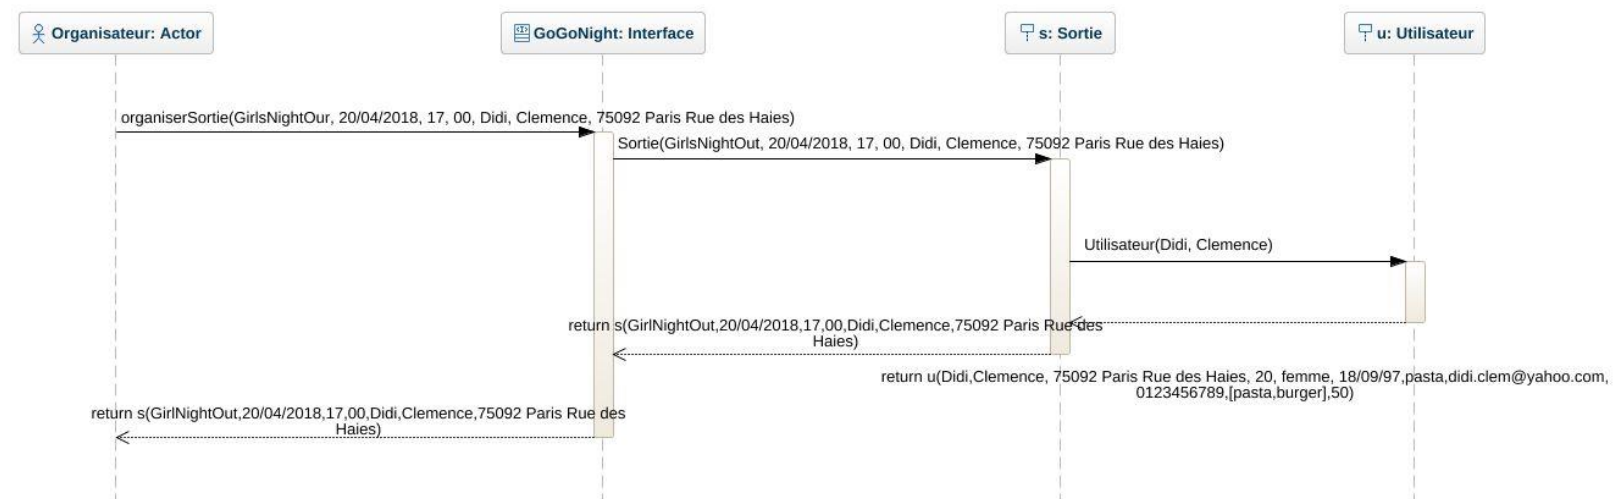 Organisateur: Actor
GoGoNight: Interface
s: Sortie
u: Utilisateur
organiserSortie(GirlsNightOur, 20/04/2018, 17, 00, Didi, Clemence, 75092 Paris Rue des Haies)
Sortie(GirlsNightOut, 20/04/2018, 17, 00, Didi, Clemence, 75092 Paris Rue des Haies)
Utilisateur(Didi, Clemence)
return s(GirlNightOut,20/04/2018,17,00,Didi,Clemence,75092 Paris Rue des
Haies)
return u(Didi,Clemence, 75092 Paris Rue des Haies, 20, femme, 18/09/97,pasta,didi.clem@yahoo.com,
0123456789,[pasta,burger],50)
return s(GirlNightOut,20/04/2018,17,00,Didi,Clemence,75092 Paris Rue des
Haies)